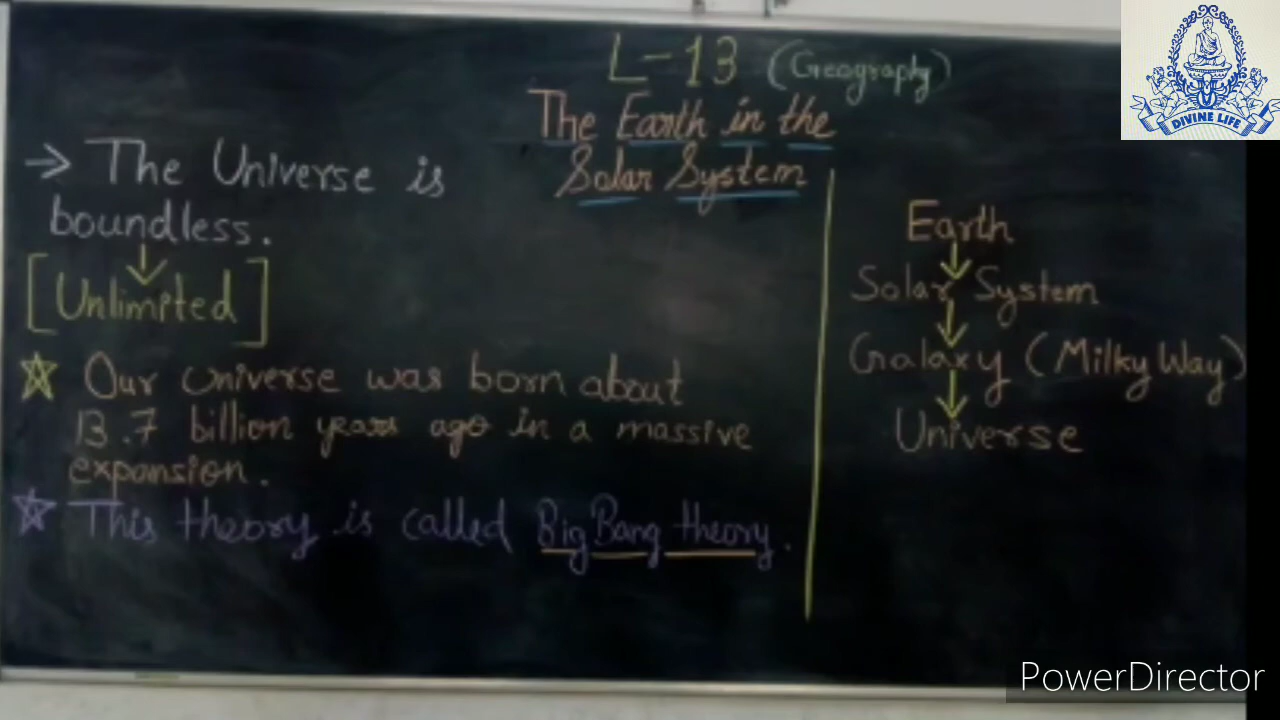 L-13 (Geography)
The Earth in the
Solar System
→ The Universe is
boundless.
[Unlimited]
☆ Our universe was born about
13.7 billion years ago in a massive
expansion.
☆ This theory is called Big Bang theory.
Earth
Solar System
Galaxy (Milky Way)
Universe
DIVINE LIFE
PowerDirector